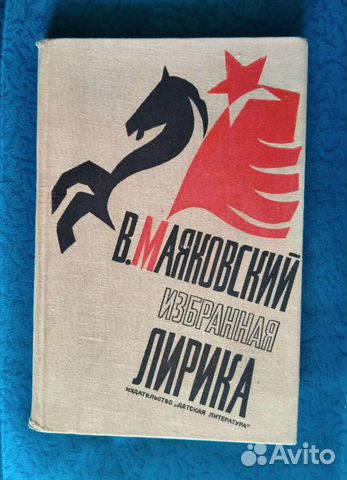 В. МАЯКОВСКИЙ
ИЗБРАННАЯ
ЛИРИКА
ИЗДАТЕЛЬСТВО „ДЕТСКАЯ ЛИТЕРАТУРА"
Avito